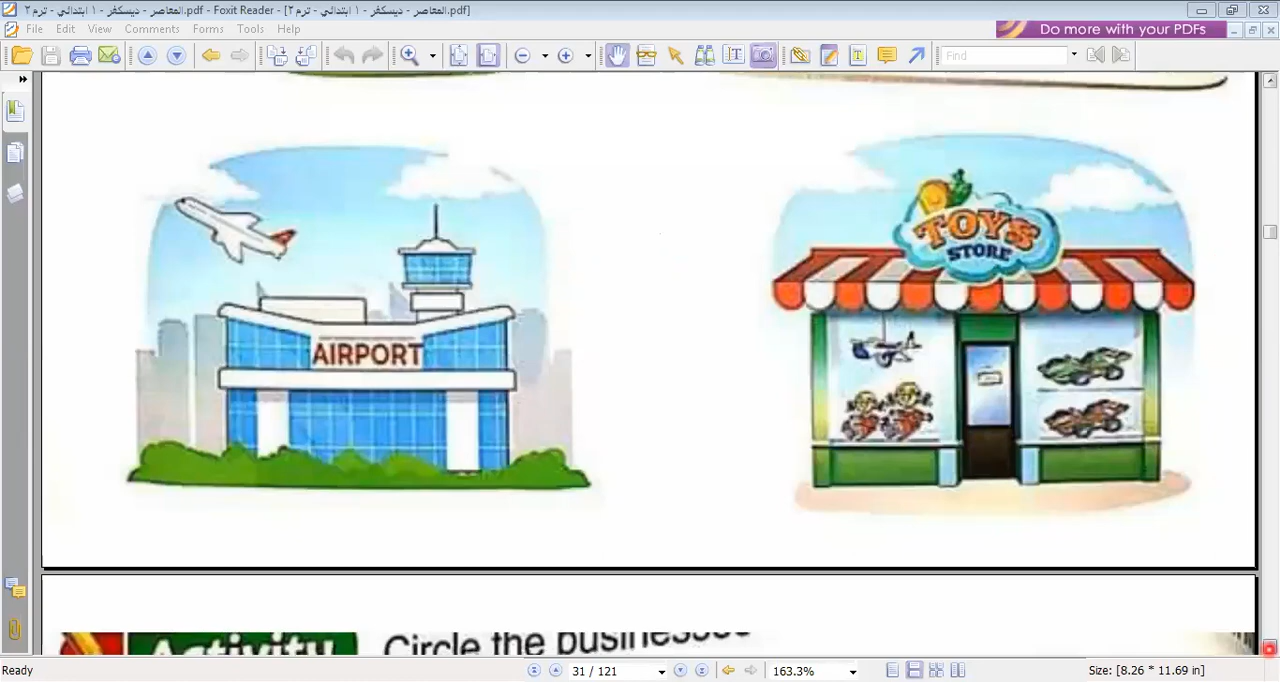 المعاصر - ديسكفر - ١ ابتدائي - ترم ٢.pdf - Foxit Reader - [المعاصر - ديسكفر - ١ ابتدائي - ترم ٢.pdf]
File Edit View Comments Forms Tools Help
Do more with your PDFs
Find
TOYS
STORE
AIRPORT
Activity Circle the businesses
Ready
31 / 121
163.3%
Size: [8.26 * 11.69 in]